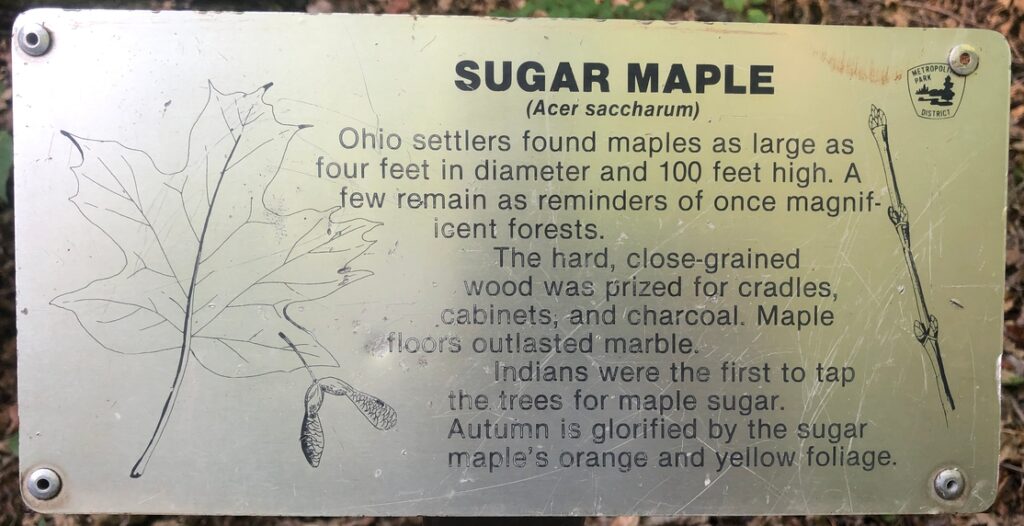 SUGAR MAPLE
(Acer saccharum)
Ohio settlers found maples as large as
four feet in diameter and 100 feet high. A
few remain as reminders of once magnif-
icent forests.
The hard, close-grained
wood was prized for cradles,
cabinets, and charcoal. Maple
floors outlasted marble.
Indians were the first to tap
the trees for maple sugar.
Autumn is glorified by the sugar
maple's orange and yellow foliage.
PARK
DISTRICT